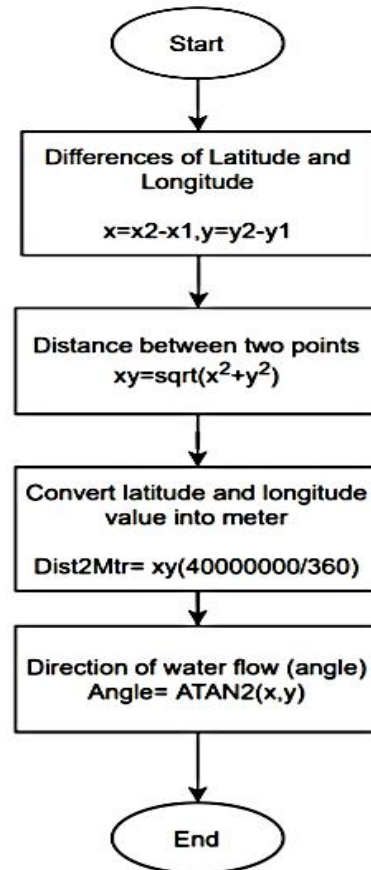 Start
Differences of Latitude and
Longitude
x=x2-x1,y=y2-y1
Distance between two points
xy=sqrt(x²+y²)
Convert latitude and longitude
value into meter
Dist2Mtr= xy(40000000/360)
Direction of water flow (angle)
Angle= ATAN2(x,y)
End